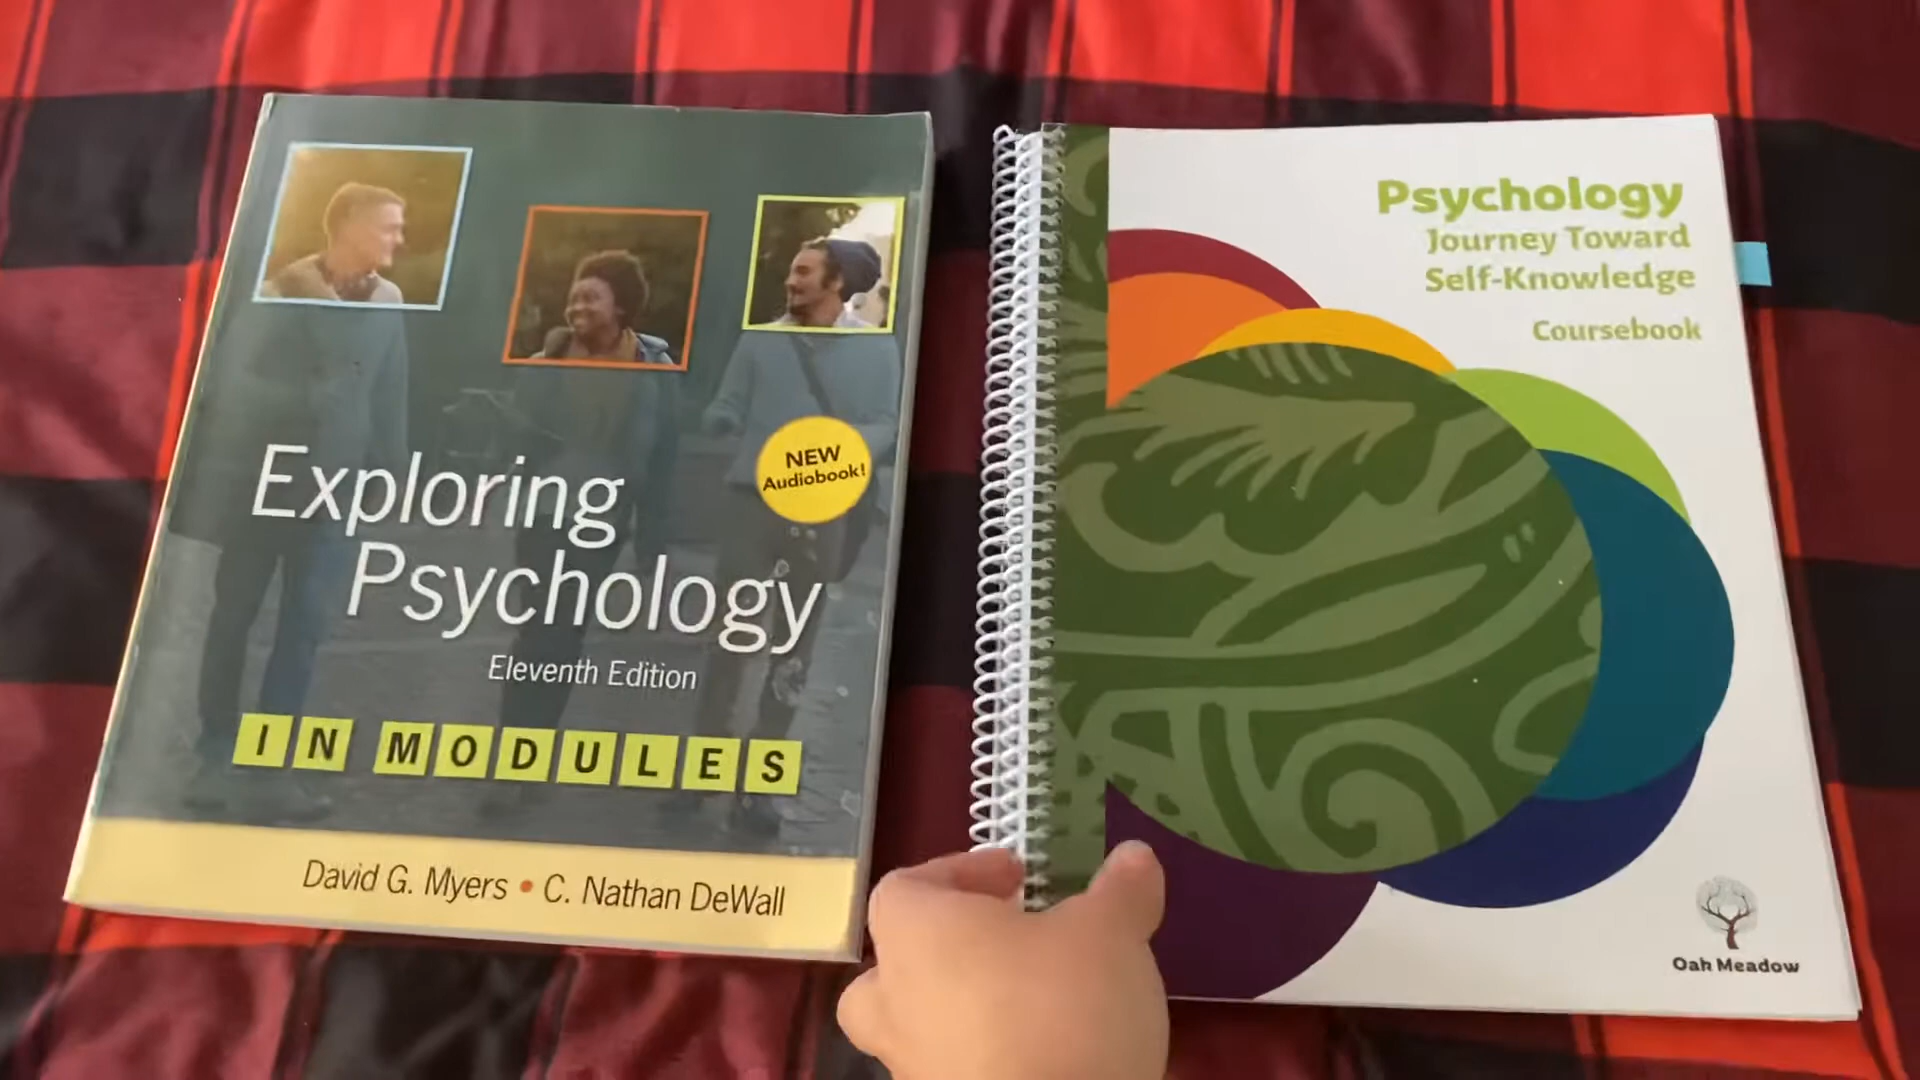 Exploring
Psychology
Eleventh Edition
IN MODULES
NEW
Audiobook!
David G. Myers • C. Nathan DeWall
Psychology
Journey Toward
Self-Knowledge
Coursebook
Oak Meadow